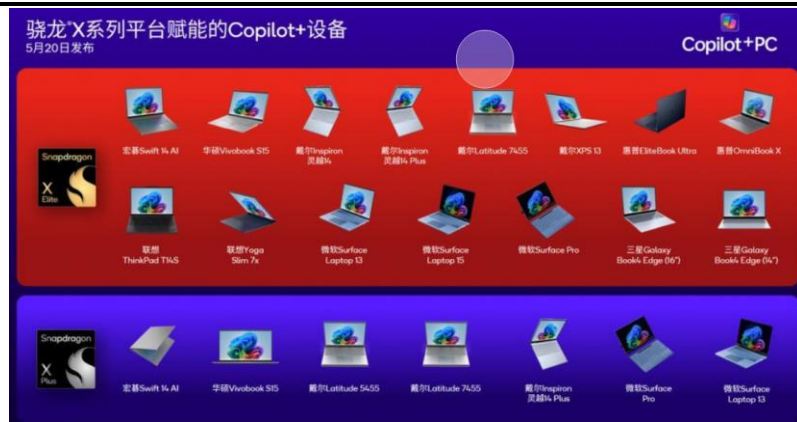 骁龙®X系列平台赋能的Copilot+设备
5月20日发布
Copilot+PC
Snapdragon
X
Elite
宏碁Swift 14 AI
华硕Vivobook S15
戴尔Inspiron
灵越14
戴尔Inspiron
灵越14 Plus
戴尔Latitude 7455
戴尔XPS 13
惠普EliteBook Ultra
惠普OmniBook X
联想
ThinkPad T14S
联想Yoga
Slim 7x
微软Surface
Laptop 13
微软Surface
Laptop 15
微软Surface Pro
三星Galaxy
Book4 Edge (16")
三星Galaxy
Book4 Edge (14")
Snapdragon
X
Plus
宏碁Swift 14 AI
华硕Vivobook S15
戴尔Latitude 5455
戴尔Latitude 7455
戴尔Inspiron
灵越14 Plus
微软Surface
Pro
微软Surface
Laptop 13